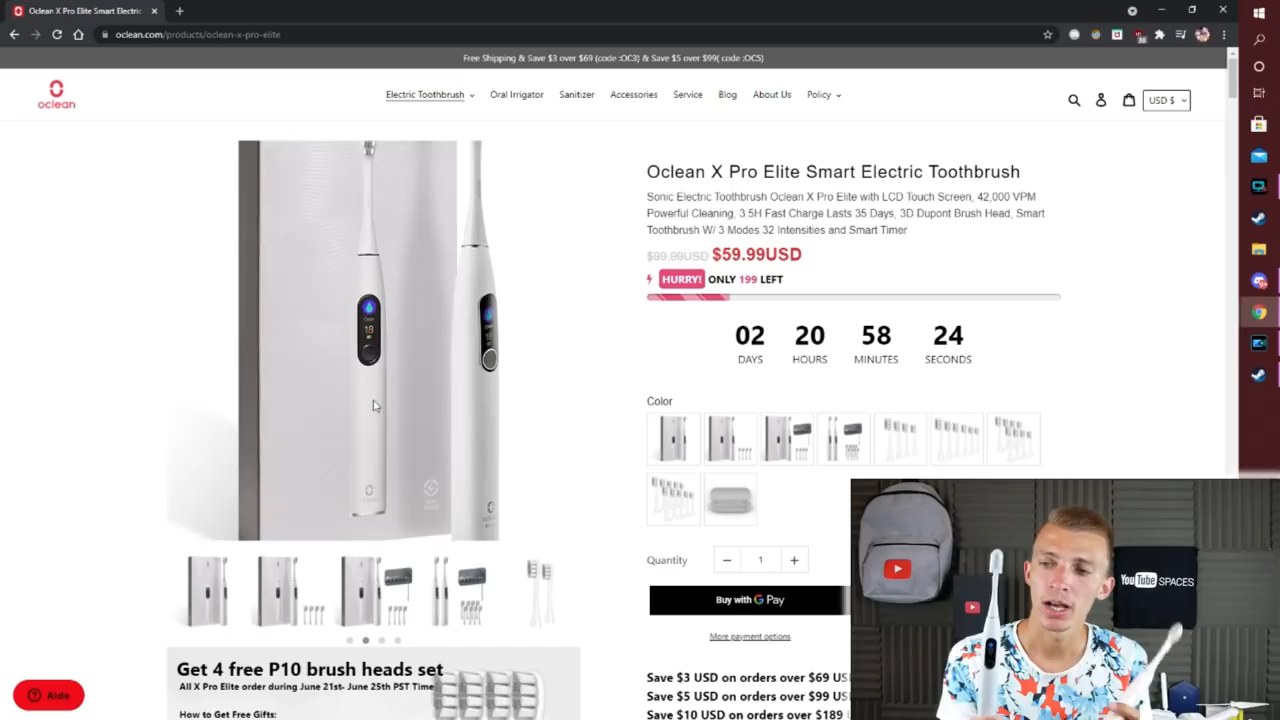 Oclean X Pro Elite Smart Electric
oclean.com/products/oclean-x-pro-elite
Free Shipping & Save $3 over $69 (code :OC3) & Save $5 over $99( code :OC5)
oclean
Electric Toothbrush
Oral Irrigator
Sanitizer
Accessories
Service
Blog
About Us
Policy
USD $
Oclean X Pro Elite Smart Electric Toothbrush
Sonic Electric Toothbrush Oclean X Pro Elite with LCD Touch Screen, 42,000 VPM
Powerful Cleaning, 3.5H Fast Charge Lasts 35 Days, 3D Dupont Brush Head, Smart
Toothbrush W/ 3 Modes 32 Intensities and Smart Timer
$99.99USD $59.99USD
HURRY! ONLY 199 LEFT
02 20 58 24
DAYS HOURS MINUTES SECONDS
Color
18
Quantity
1
Buy with G Pay
More payment options
Save $3 USD on orders over $69 US
Save $5 USD on orders over $99 US
Save $10 USD on orders over $189
Get 4 free P10 brush heads set
All X Pro Elite order during June 21st- June 25th PST Time
How to Get Free Gifts:
Aide
YouTube SPACES